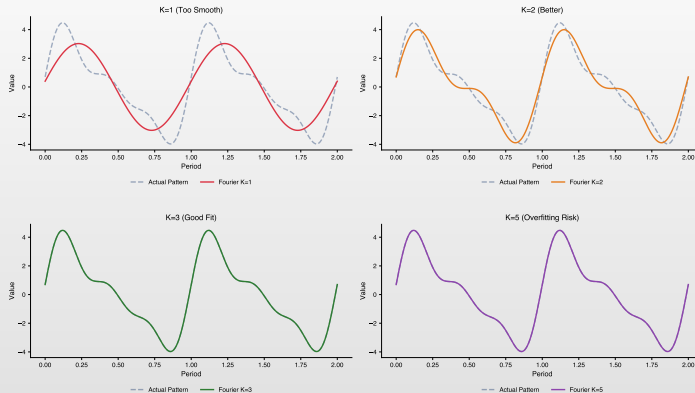 K=1 (Too Smooth)
4
2
0
−2
−4
Value
0.00 0.25 0.50 0.75 1.00 1.25 1.50 1.75 2.00
Period
Actual Pattern Fourier K=1
K=2 (Better)
4
2
0
−2
−4
Value
0.00 0.25 0.50 0.75 1.00 1.25 1.50 1.75 2.00
Period
Actual Pattern Fourier K=2
K=3 (Good Fit)
4
2
0
−2
−4
Value
0.00 0.25 0.50 0.75 1.00 1.25 1.50 1.75 2.00
Period
Actual Pattern Fourier K=3
K=5 (Overfitting Risk)
4
2
0
−2
−4
Value
0.00 0.25 0.50 0.75 1.00 1.25 1.50 1.75 2.00
Period
Actual Pattern Fourier K=5